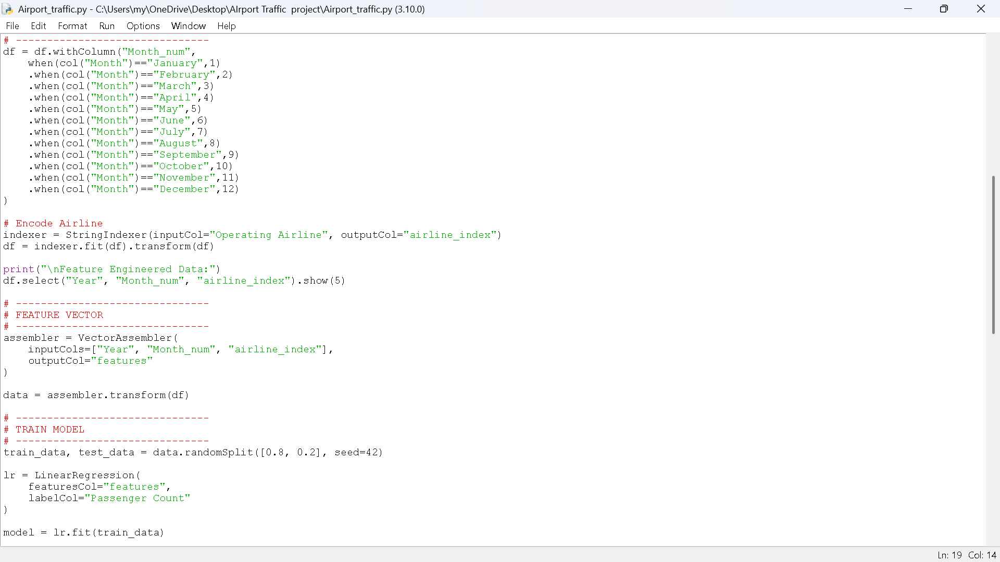 Airport_traffic.py - C:\Users\my\OneDrive\Desktop\AIrport Traffic  project\Airport_traffic.py (3.10.0)
File Edit Format Run Options Window Help
# -------------------------------
df = df.withColumn("Month_num",
    when(col("Month")=="January",1)
    .when(col("Month")=="February",2)
    .when(col("Month")=="March",3)
    .when(col("Month")=="April",4)
    .when(col("Month")=="May",5)
    .when(col("Month")=="June",6)
    .when(col("Month")=="July",7)
    .when(col("Month")=="August",8)
    .when(col("Month")=="September",9)
    .when(col("Month")=="October",10)
    .when(col("Month")=="November",11)
    .when(col("Month")=="December",12)
)
# Encode Airline
indexer = StringIndexer(inputCol="Operating Airline", outputCol="airline_index")
df = indexer.fit(df).transform(df)
print("\nFeature Engineered Data:")
df.select("Year", "Month_num", "airline_index").show(5)
# -------------------------------
# FEATURE VECTOR
# -------------------------------
assembler = VectorAssembler(
    inputCols=["Year", "Month_num", "airline_index"],
    outputCol="features"
)
data = assembler.transform(df)
# -------------------------------
# TRAIN MODEL
# -------------------------------
train_data, test_data = data.randomSplit([0.8, 0.2], seed=42)
lr = LinearRegression(
    featuresCol="features",
    labelCol="Passenger Count"
)
model = lr.fit(train_data)
Ln: 19 Col: 14